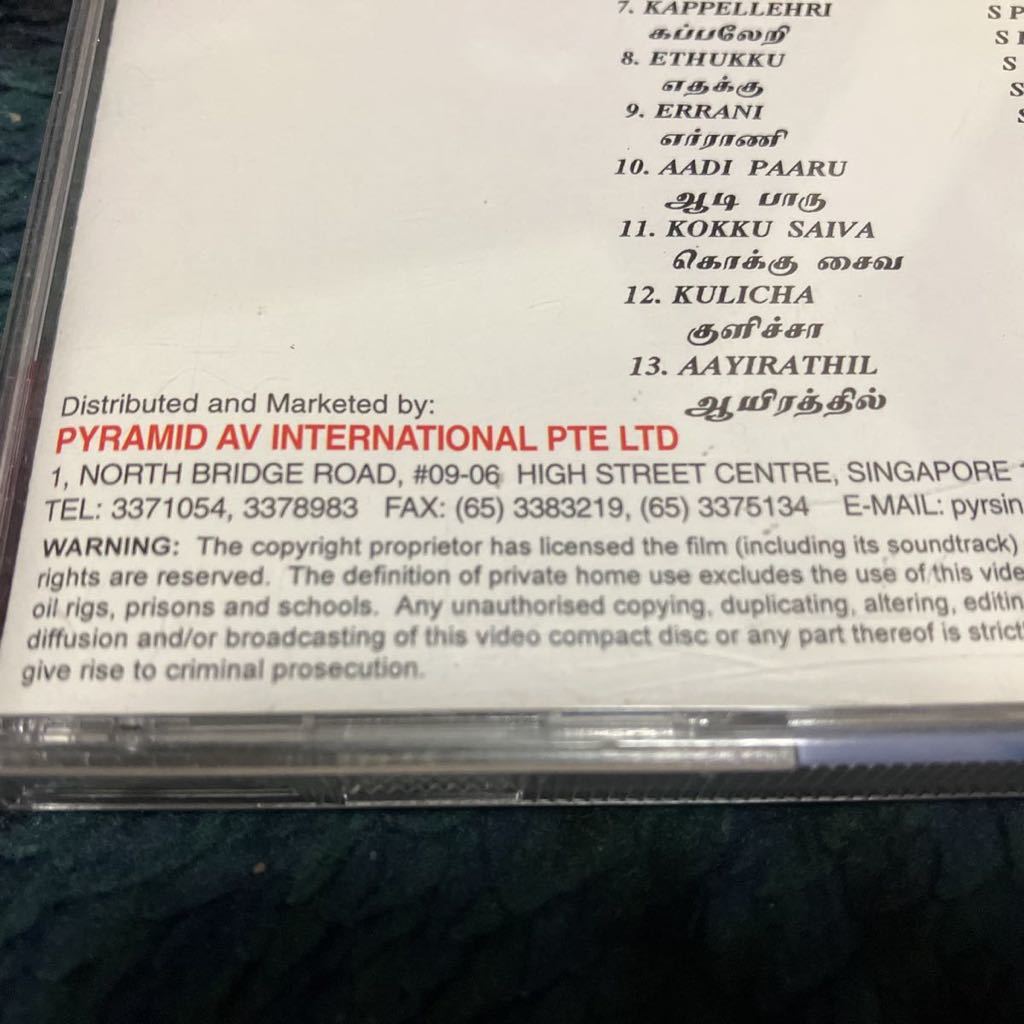 7. KAPPELLEHRI
கப்பலேறி
8. ETHUKKU
எதக்கு
9. ERRANI
எர்ராணி
10. AADI PAARU
ஆடி பாரு
11. KOKKU SAIVA
கொக்கு சைவ
12. KULICHA
குளிச்சா
13. AAYIRATHIL
ஆயிரத்தில்
S P
S
S
S
Distributed and Marketed by:
PYRAMID AV INTERNATIONAL PTE LTD
1, NORTH BRIDGE ROAD, #09-06 HIGH STREET CENTRE, SINGAPORE
TEL: 3371054, 3378983 FAX: (65) 3383219, (65) 3375134 E-MAIL: pyrsin
WARNING: The copyright proprietor has licensed the film (including its soundtrack)
rights are reserved. The definition of private home use excludes the use of this vide
oil rigs, prisons and schools. Any unauthorised copying, duplicating, altering, editin
diffusion and/or broadcasting of this video compact disc or any part thereof is strict
give rise to criminal prosecution.